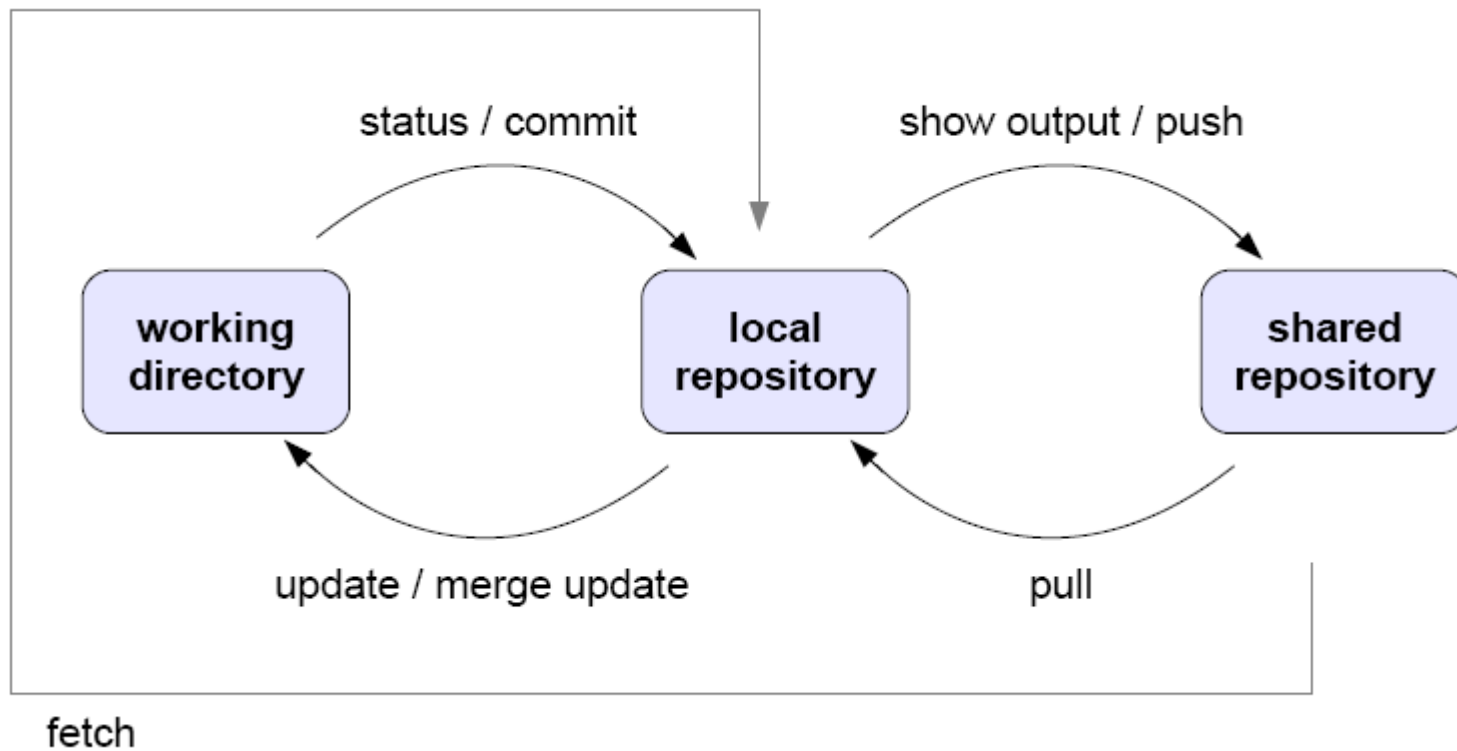 status / commit
show output / push
working
directory
local
repository
shared
repository
update / merge update
pull
fetch